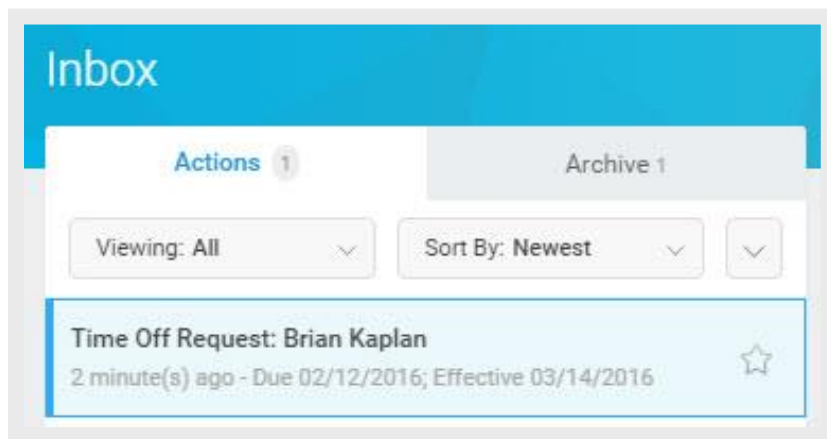 Inbox
Actions 1
Archive 1
Viewing: All
Sort By: Newest
Time Off Request: Brian Kaplan
2 minute(s) ago - Due 02/12/2016; Effective 03/14/2016